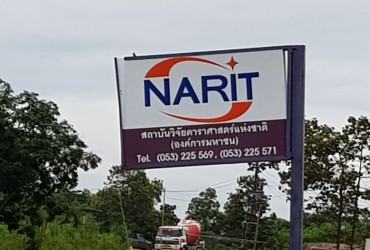 NARIT
สถาบันวิจัยดาราศาสตร์แห่งชาติ
(องค์การมหาชน)
Tel. (053) 225 569, (053) 225 571